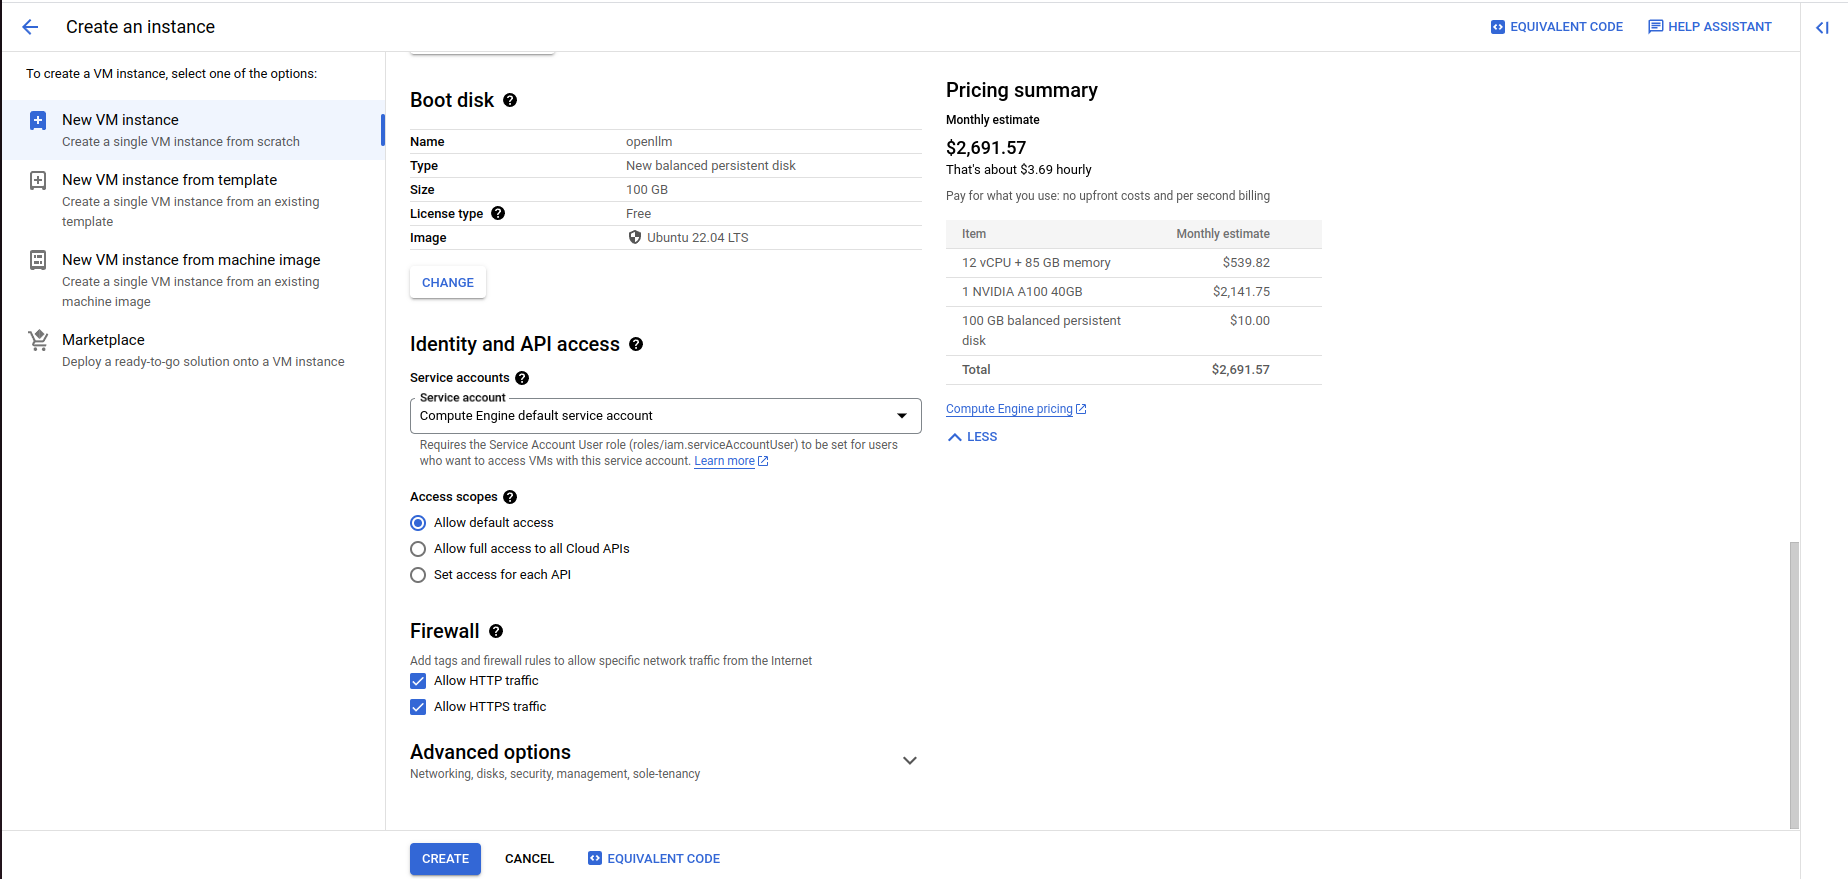 Create an instance
EQUIVALENT CODE
HELP ASSISTANT
To create a VM instance, select one of the options:
New VM instance
Create a single VM instance from scratch
New VM instance from template
Create a single VM instance from an existing
template
New VM instance from machine image
Create a single VM instance from an existing
machine image
Marketplace
Deploy a ready-to-go solution onto a VM instance
Boot disk
Name openllm
Type New balanced persistent disk
Size 100 GB
License type Free
Image Ubuntu 22.04 LTS
CHANGE
Identity and API access
Service accounts
Service account
Compute Engine default service account
Requires the Service Account User role (roles/iam.serviceAccountUser) to be set for users
who want to access VMs with this service account. Learn more
Access scopes
Allow default access
Allow full access to all Cloud APIs
Set access for each API
Firewall
Add tags and firewall rules to allow specific network traffic from the Internet
Allow HTTP traffic
Allow HTTPS traffic
Advanced options
Networking, disks, security, management, sole-tenancy
Pricing summary
Monthly estimate
$2,691.57
That's about $3.69 hourly
Pay for what you use: no upfront costs and per second billing
Item Monthly estimate
12 vCPU + 85 GB memory $539.82
1 NVIDIA A100 40GB $2,141.75
100 GB balanced persistent $10.00
disk
Total $2,691.57
Compute Engine pricing
LESS
CREATE
CANCEL
EQUIVALENT CODE